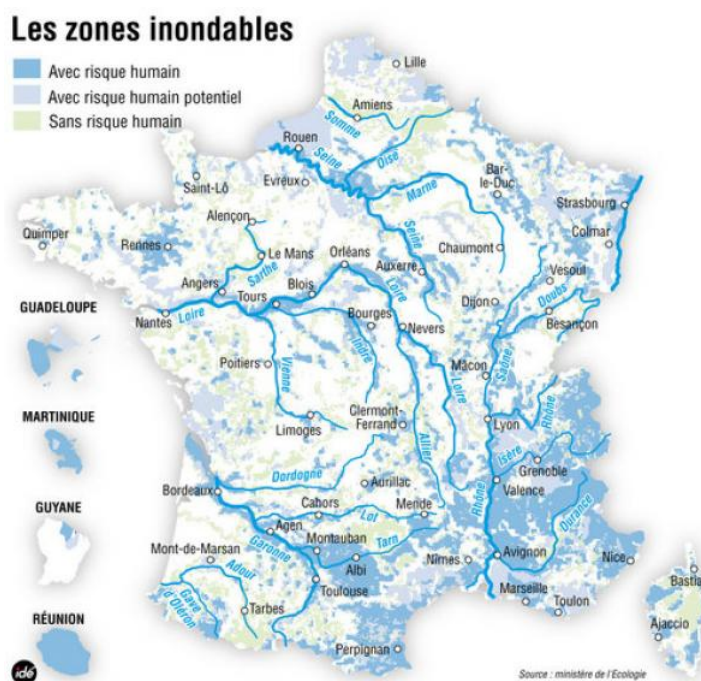 Les zones inondables
Avec risque humain
Avec risque humain potentiel
Sans risque humain
Lille
Amiens
Somme
Rouen
Oise
Seine
Evreux
Marne
Bar-
le-Duc
Saint-Lô
Strasbourg
Alençon
Colmar
Quimper
Rennes
Chaumont
Seine
Le Mans
Orléans
Auxerre
Vesoul
Sarthe
Angers
Blois
Loire
Dijon
Doubs
Tours
Bourges
Besançon
GUADELOUPE
Nantes
Loire
Indre
Nevers
Saône
Poitiers
Vienne
Mâcon
Loire
MARTINIQUE
Clermont-
Ferrand
Rhône
Limoges
Allier
Lyon
Isère
Dordogne
Grenoble
GUYANE
Bordeaux
Aurillac
Valence
Cahors
Lot
Mende
Rhône
Durance
Agen
Garonne
Montauban
Tarn
Mont-de-Marsan
Albi
Nîmes
Avignon
Nice
Adour
Toulouse
Bastia
Gave
d'Oléron
Marseille
RÉUNION
Tarbes
Toulon
Ajaccio
Perpignan
idé
Source : ministère de l'Ecologie